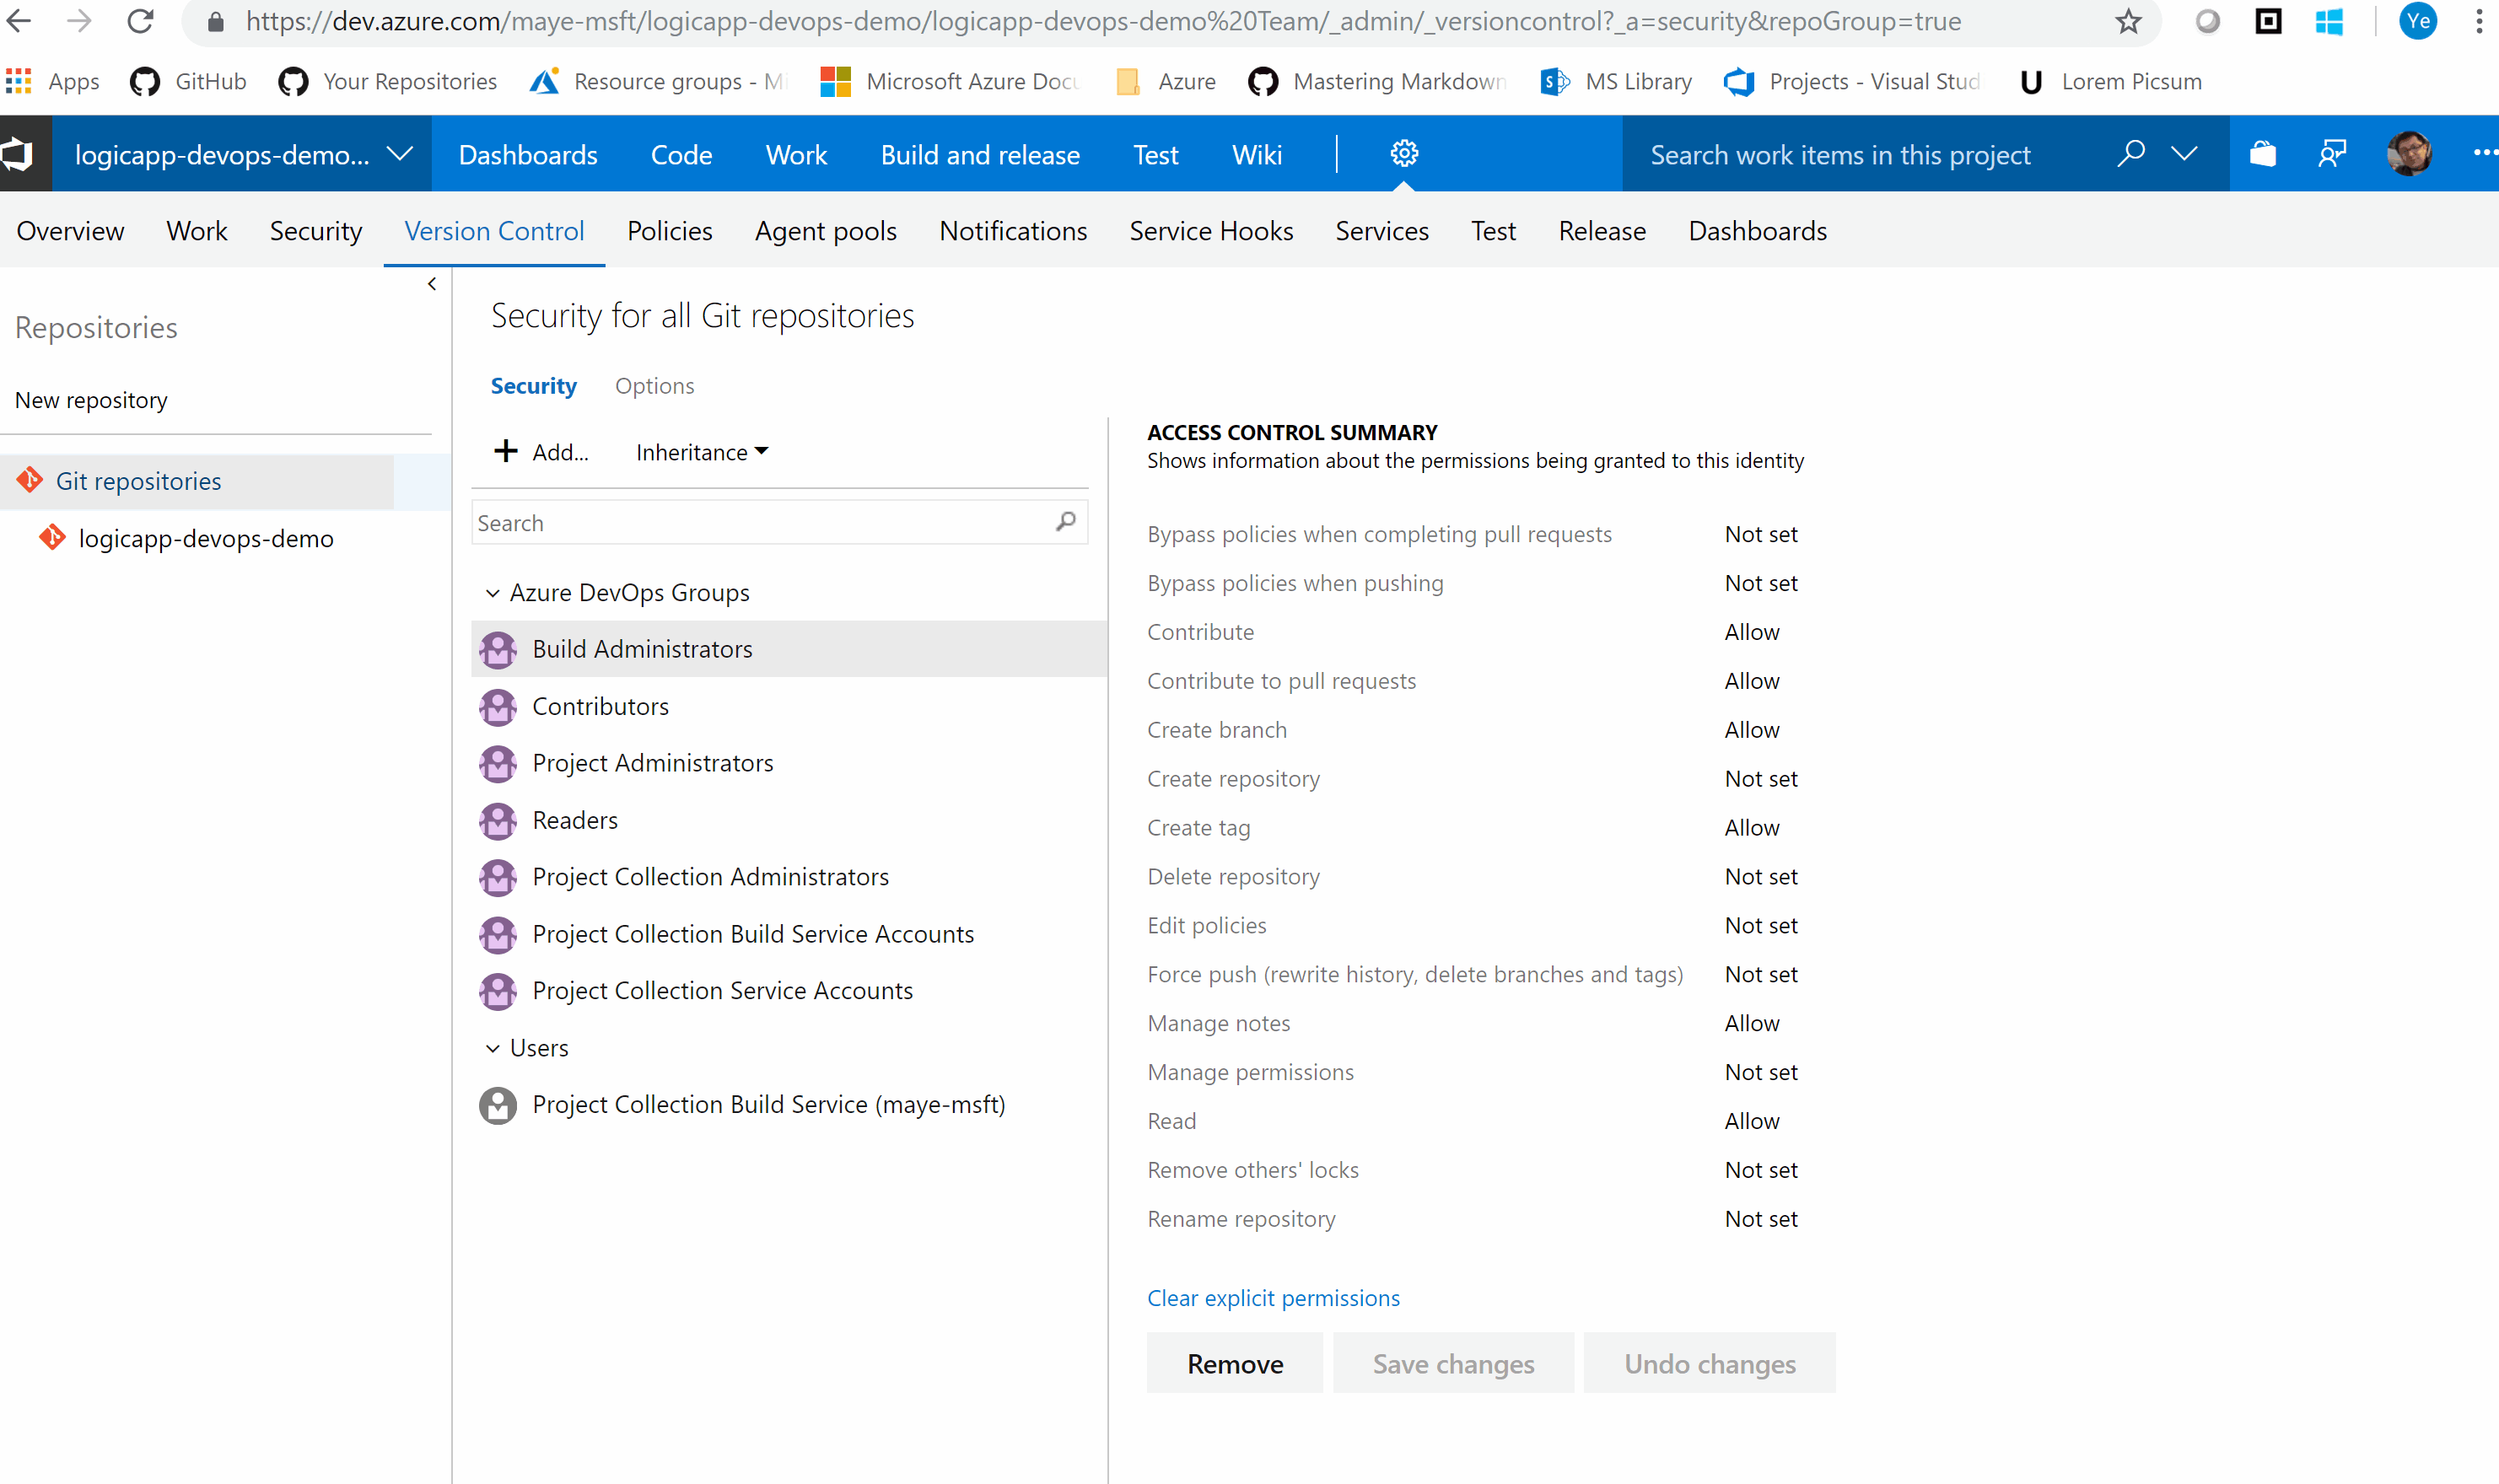 https://dev.azure.com/maye-msft/logicapp-devops-demo/logicapp-devops-demo%20Team/_admin/_versioncontrol?_a=security&repoGroup=true
Ye
Apps GitHub Your Repositories Resource groups - Mi Microsoft Azure Docu Azure Mastering Markdown MS Library Projects - Visual Stud Lorem Picsum
logicapp-devops-demo... Dashboards Code Work Build and release Test Wiki Search work items in this project
Overview Work Security Version Control Policies Agent pools Notifications Service Hooks Services Test Release Dashboards
Repositories
New repository
Git repositories
logicapp-devops-demo
Security for all Git repositories
Security Options
Add... Inheritance
Search
Azure DevOps Groups
Build Administrators
Contributors
Project Administrators
Readers
Project Collection Administrators
Project Collection Build Service Accounts
Project Collection Service Accounts
Users
Project Collection Build Service (maye-msft)
ACCESS CONTROL SUMMARY
Shows information about the permissions being granted to this identity
Bypass policies when completing pull requests Not set
Bypass policies when pushing Not set
Contribute Allow
Contribute to pull requests Allow
Create branch Allow
Create repository Not set
Create tag Allow
Delete repository Not set
Edit policies Not set
Force push (rewrite history, delete branches and tags) Not set
Manage notes Allow
Manage permissions Not set
Read Allow
Remove others' locks Not set
Rename repository Not set
Clear explicit permissions
Remove Save changes Undo changes